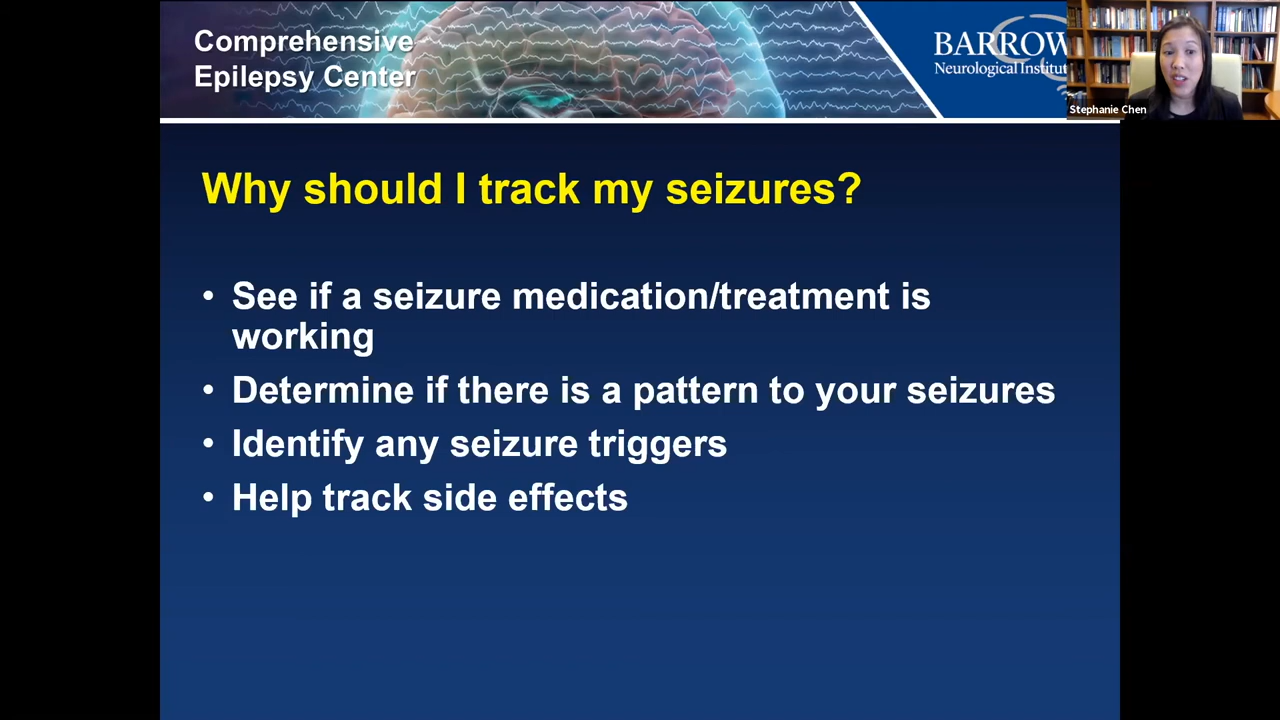 Comprehensive
Epilepsy Center
BARROW
Neurological Institut
Stephanie Chen
Why should I track my seizures?
• See if a seizure medication/treatment is
working
• Determine if there is a pattern to your seizures
• Identify any seizure triggers
• Help track side effects